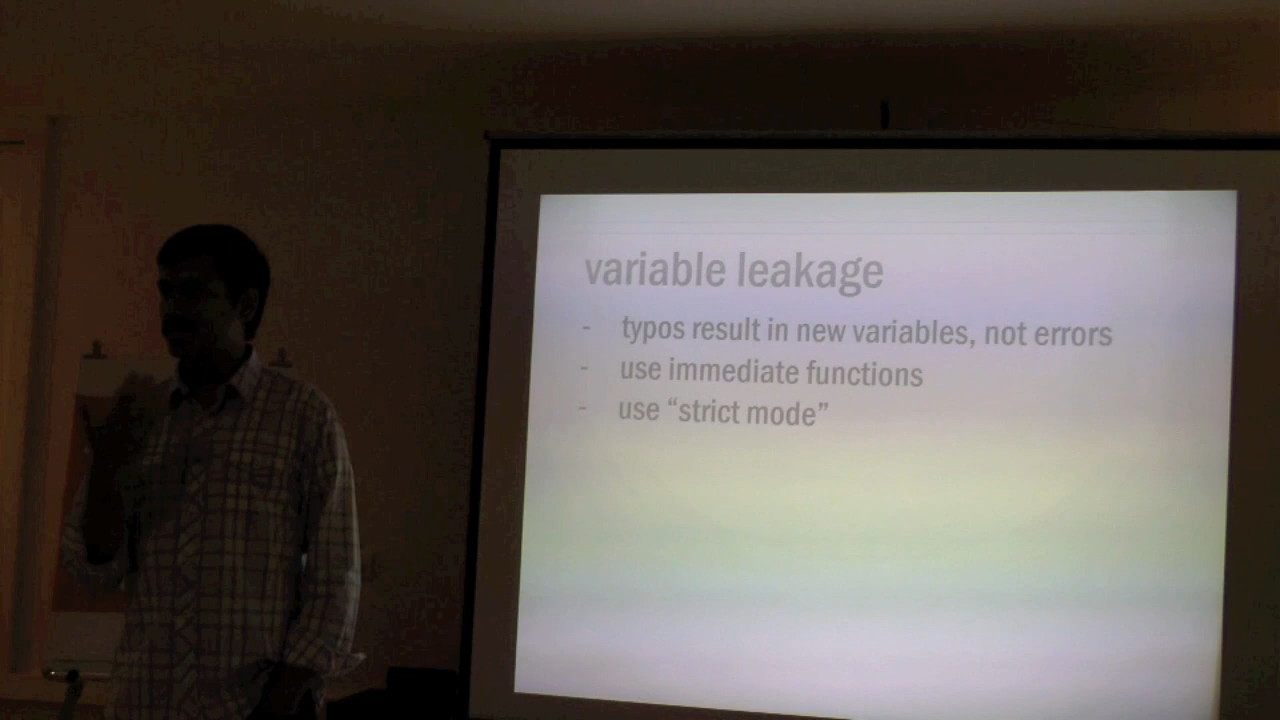 variable leakage
- typos result in new variables, not errors
- use immediate functions
- use “strict mode”